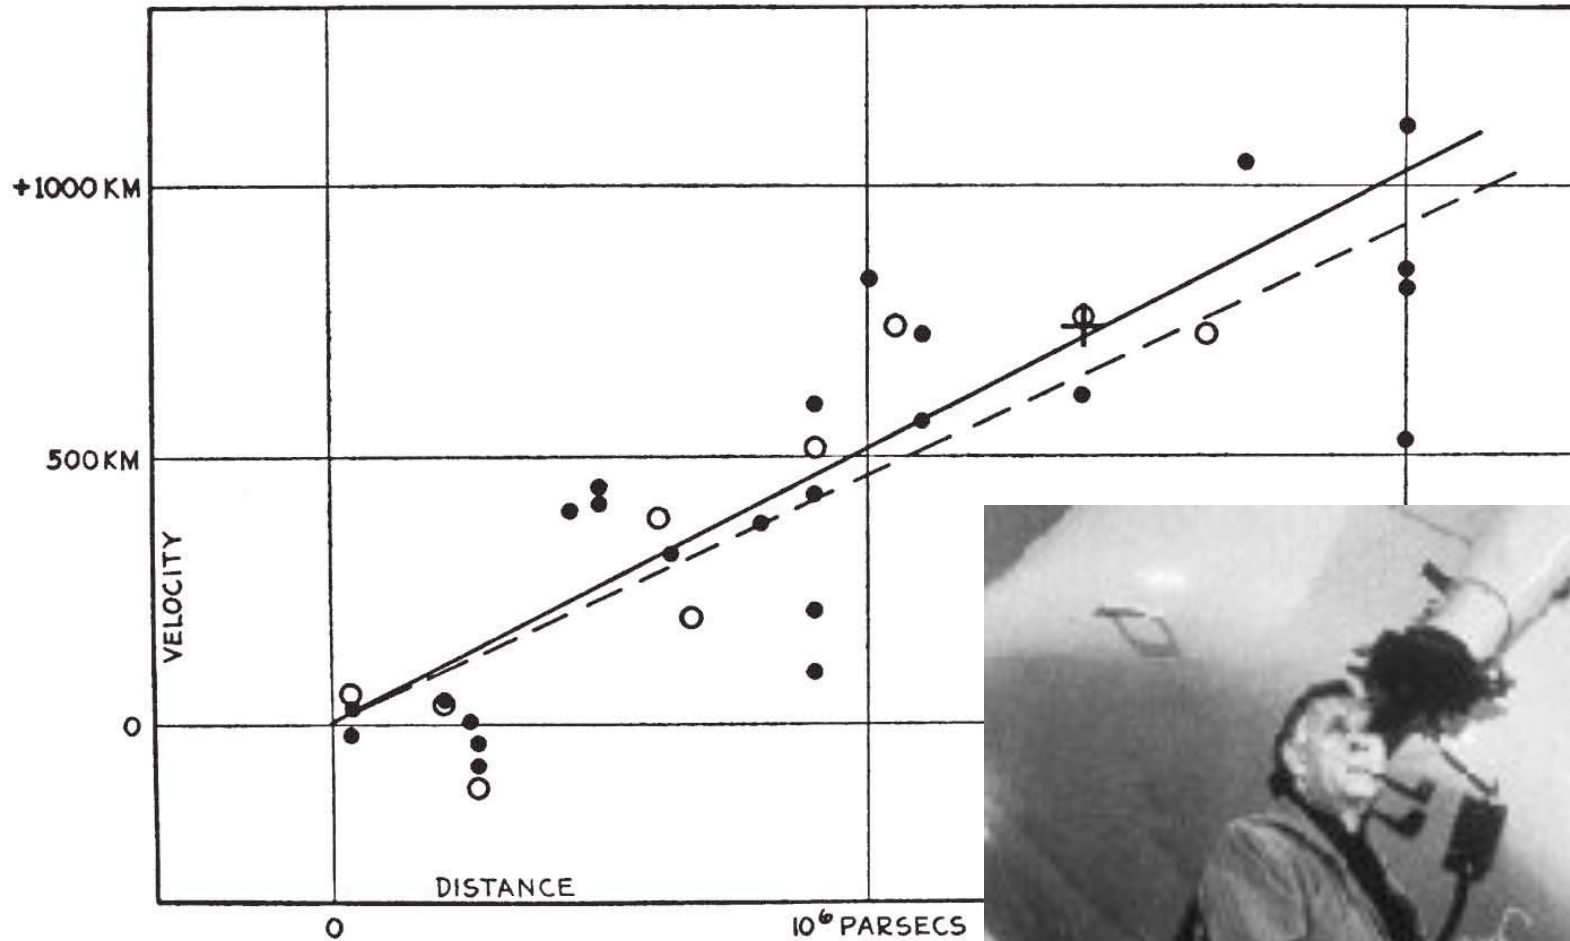 +1000 KM
500 KM
0
VELOCITY
DISTANCE
0
10⁶ PARSECS